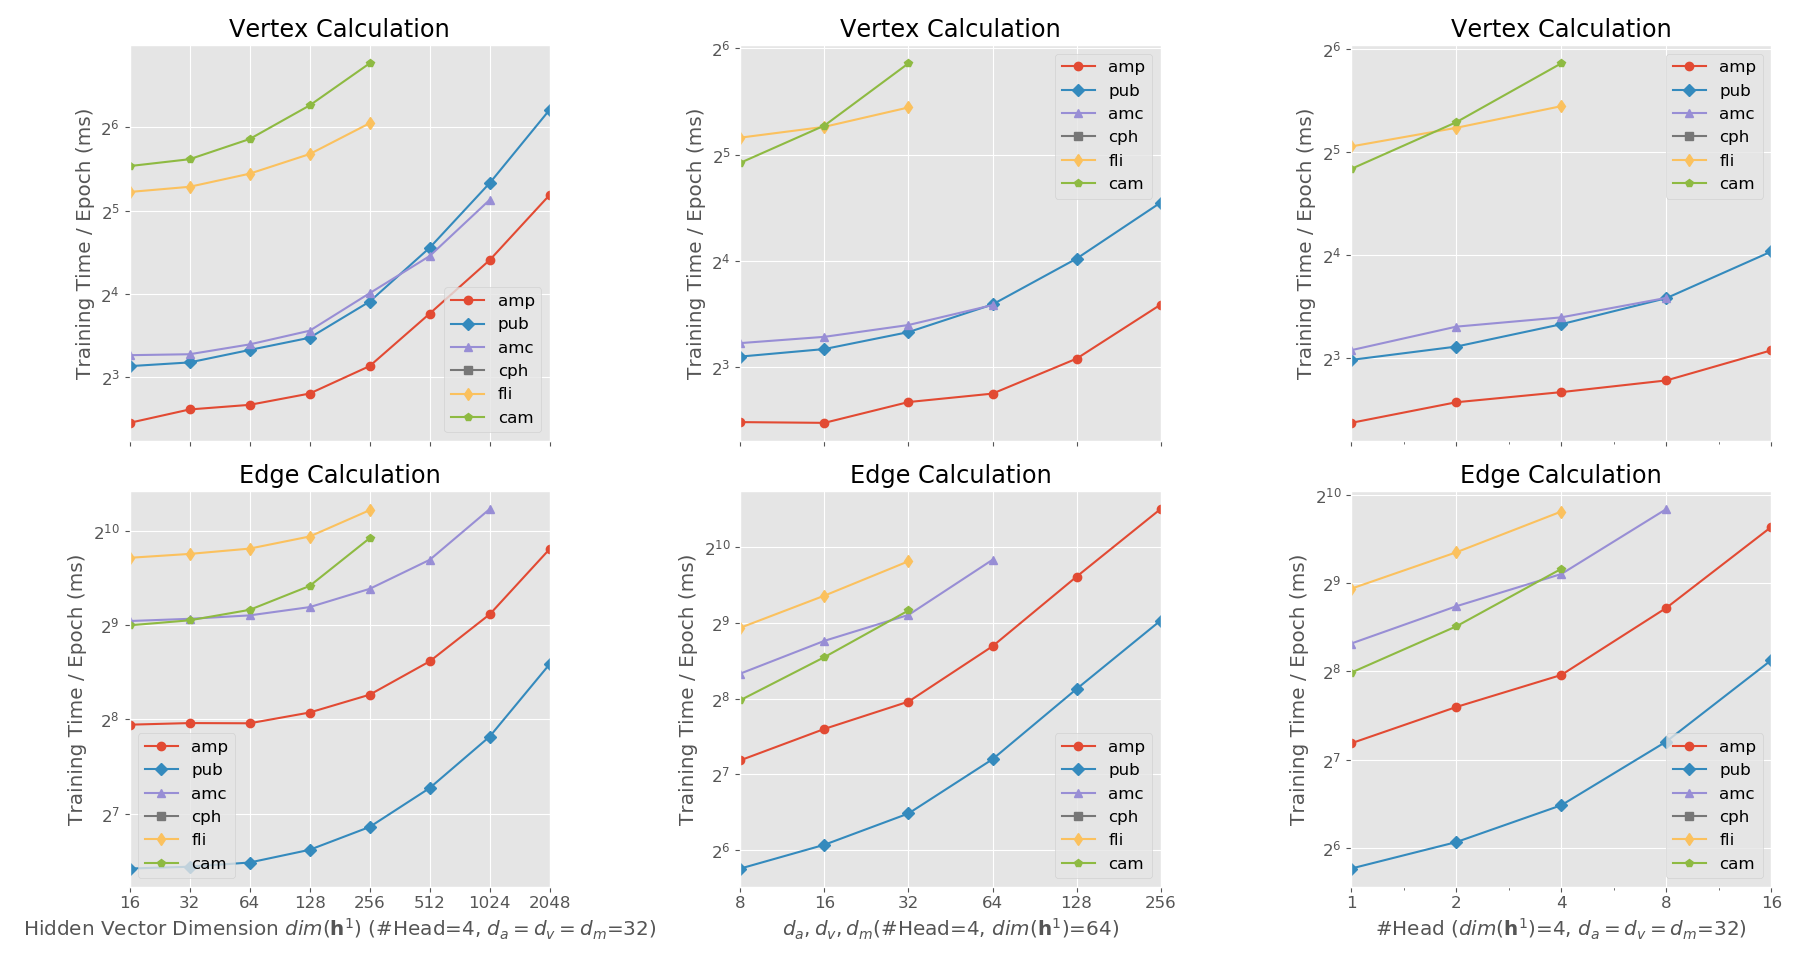 Vertex Calculation
Training Time / Epoch (ms)
2^6
2^5
2^4
2^3
amp
pub
amc
cph
fli
cam
Vertex Calculation
Training Time / Epoch (ms)
2^6
2^5
2^4
2^3
amp
pub
amc
cph
fli
cam
Vertex Calculation
Training Time / Epoch (ms)
2^6
2^5
2^4
2^3
amp
pub
amc
cph
fli
cam
Edge Calculation
Training Time / Epoch (ms)
2^10
2^9
2^8
2^7
amp
pub
amc
cph
fli
cam
16 32 64 128 256 512 1024 2048
Hidden Vector Dimension dim(h^1) (#Head=4, d_a = d_v = d_m=32)
Edge Calculation
Training Time / Epoch (ms)
2^10
2^9
2^8
2^7
2^6
amp
pub
amc
cph
fli
cam
8 16 32 64 128 256
d_a, d_v, d_m(#Head=4, dim(h^1)=64)
Edge Calculation
Training Time / Epoch (ms)
2^10
2^9
2^8
2^7
2^6
amp
pub
amc
cph
fli
cam
1 2 4 8 16
#Head (dim(h^1)=4, d_a = d_v = d_m=32)